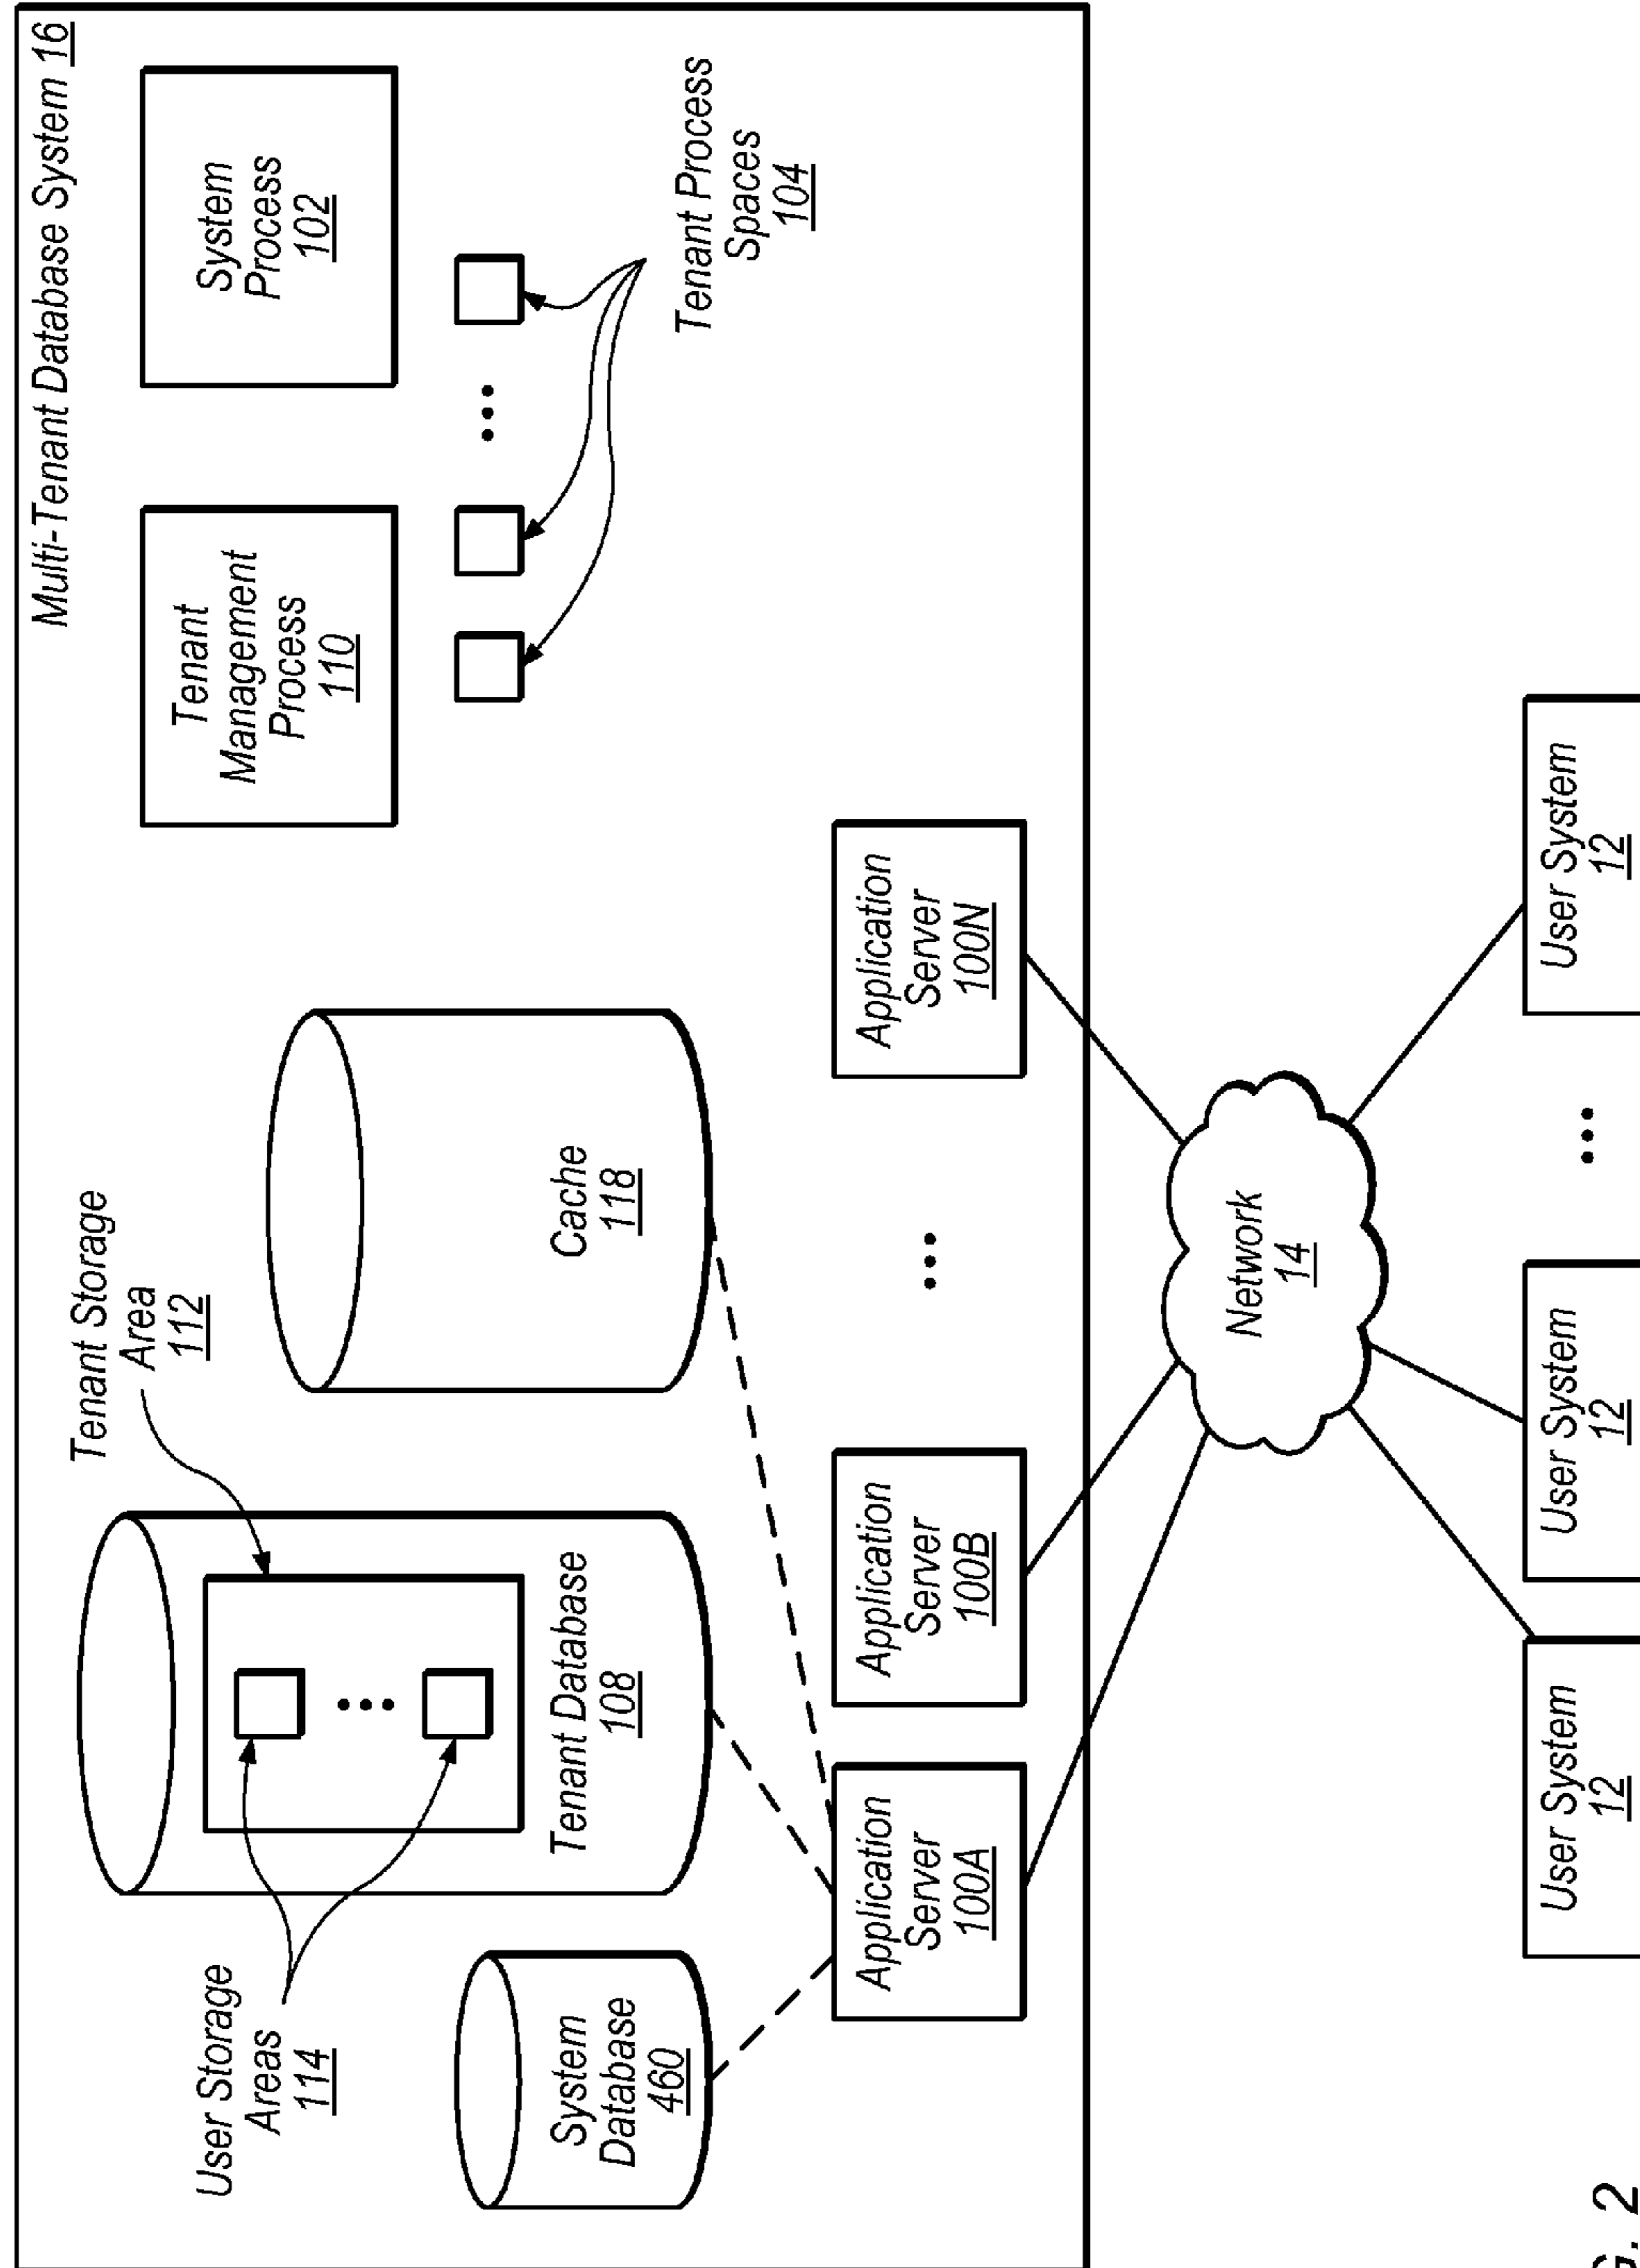 Multi-Tenant Database System 16
Tenant Storage
Area
112
User Storage
Areas
114
System
Database
460
Tenant Database
108
Cache
118
Tenant
Management
Process
110
System
Process
102
Tenant Process
Spaces
104
Application
Server
100A
Application
Server
100B
...
Application
Server
100N
Network
14
User System
12
User System
12
...
User System
12
G. 2